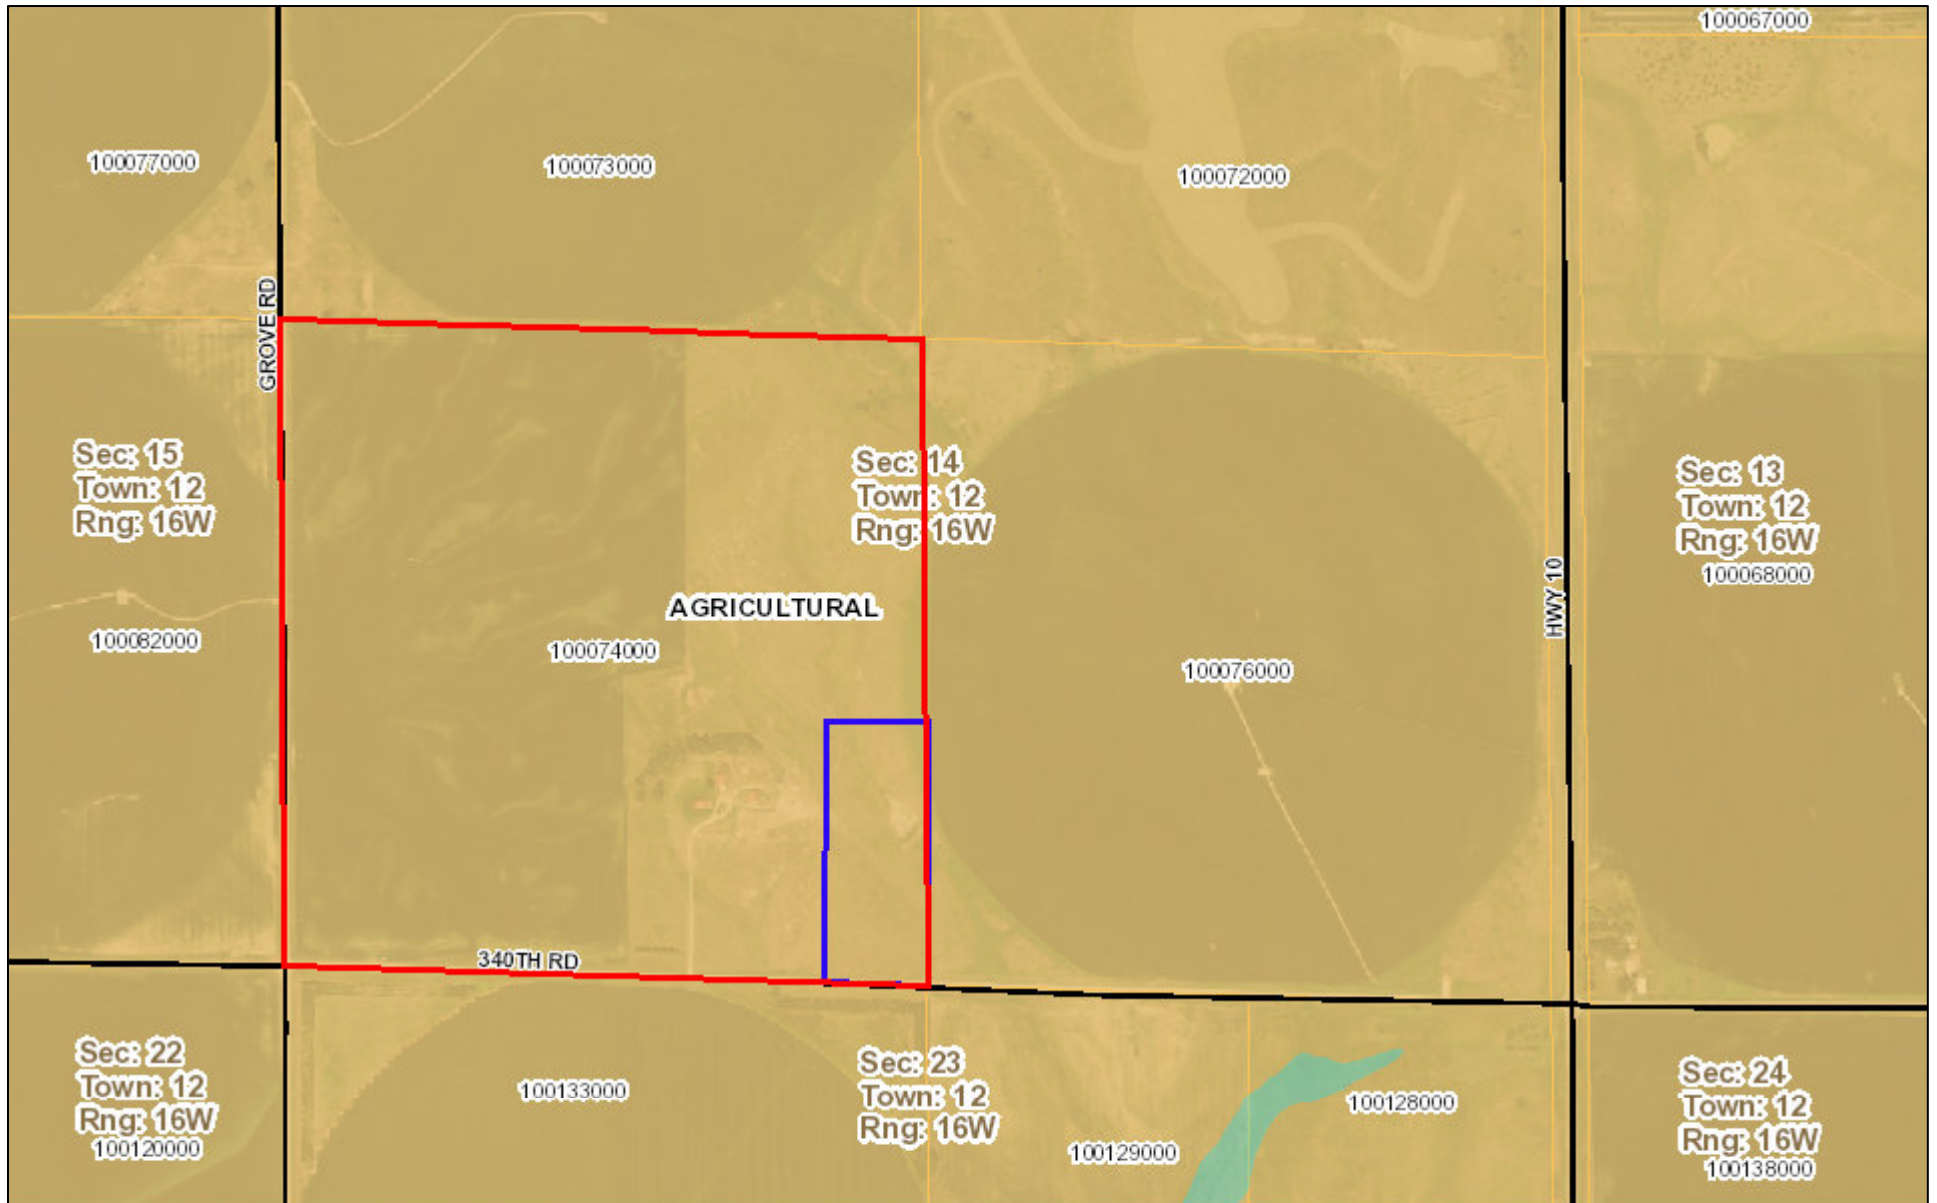 100067000
100077000
100073000
100072000
GROVE RD
Sec: 15
Town: 12
Rng: 16W
Sec: 14
Town: 12
Rng: 16W
Sec: 13
Town: 12
Rng: 16W
100068000
HWY 10
AGRICULTURAL
100082000
100074000
100076000
340TH RD
Sec: 22
Town: 12
Rng: 16W
100120000
100133000
Sec: 23
Town: 12
Rng: 16W
100129000
100128000
Sec: 24
Town: 12
Rng: 16W
100138000